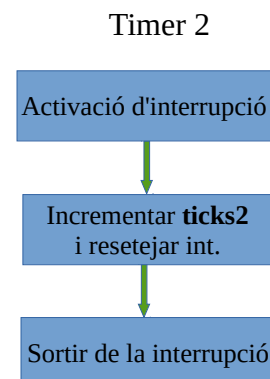 Timer 2
Activació d'interrupció
Incrementar ticks2
i resetejar int.
Sortir de la interrupció